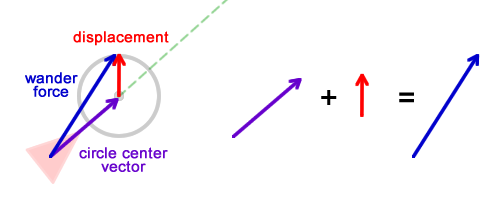 displacement
wander
force
circle center
vector
+ =